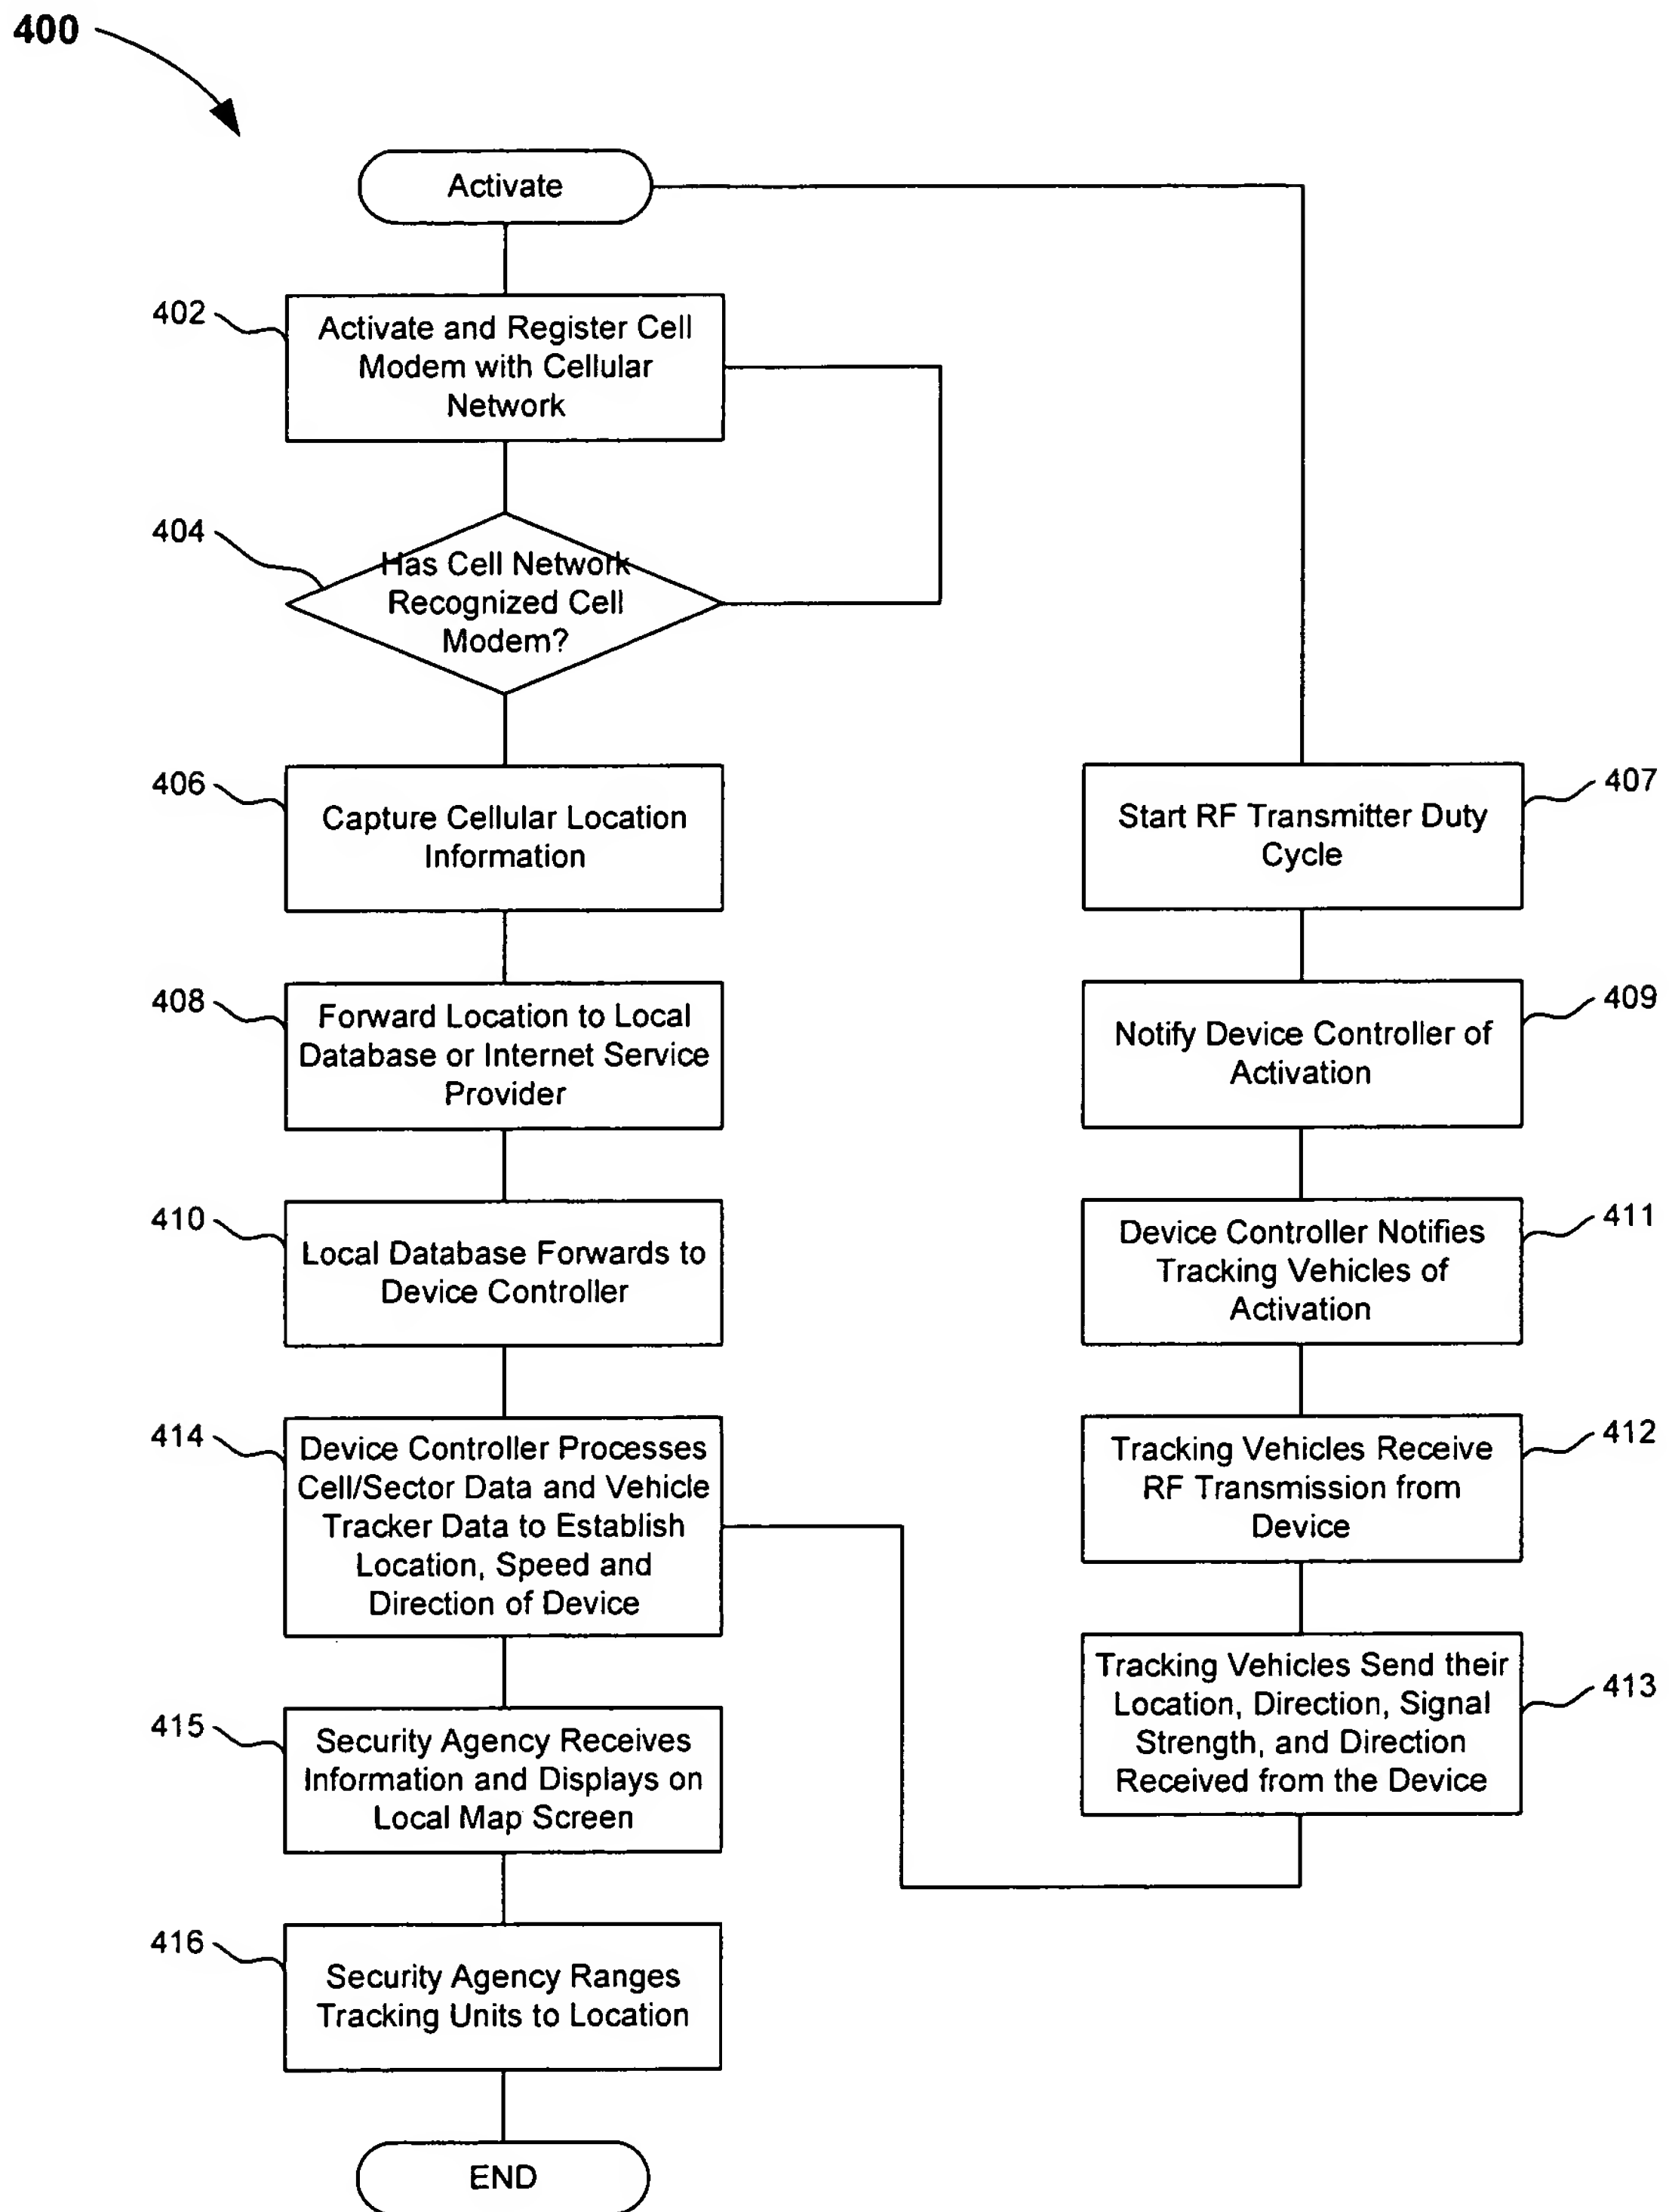 400
Activate
402
Activate and Register Cell
Modem with Cellular
Network
404
Has Cell Network
Recognized Cell
Modem?
406
Capture Cellular Location
Information
408
Forward Location to Local
Database or Internet Service
Provider
410
Local Database Forwards to
Device Controller
414
Device Controller Processes
Cell/Sector Data and Vehicle
Tracker Data to Establish
Location, Speed and
Direction of Device
415
Security Agency Receives
Information and Displays on
Local Map Screen
416
Security Agency Ranges
Tracking Units to Location
END
407
Start RF Transmitter Duty
Cycle
409
Notify Device Controller of
Activation
411
Device Controller Notifies
Tracking Vehicles of
Activation
412
Tracking Vehicles Receive
RF Transmission from
Device
413
Tracking Vehicles Send their
Location, Direction, Signal
Strength, and Direction
Received from the Device